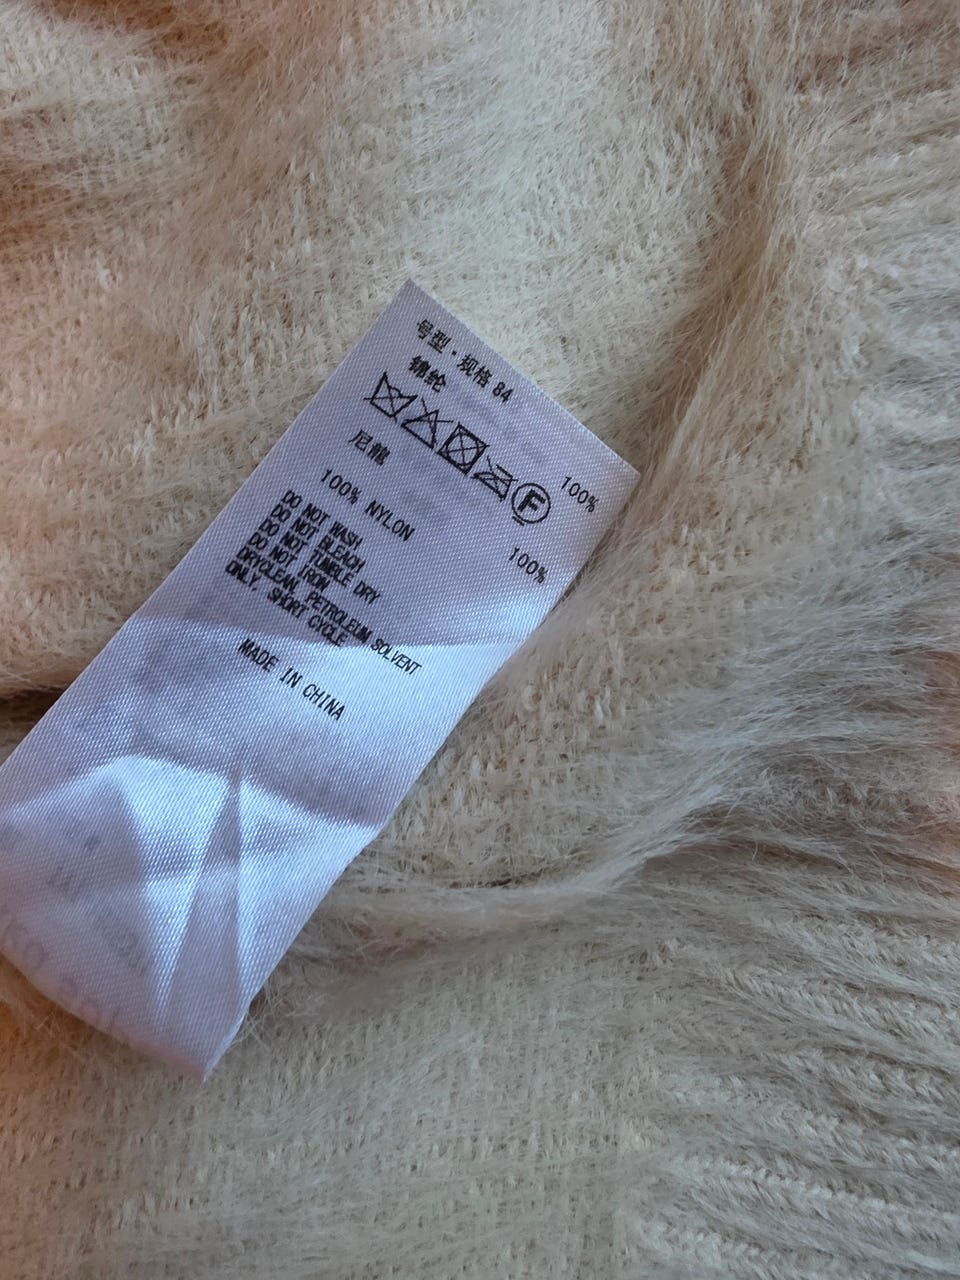 号型·规格 84
锦纶 100%
F
尼龍 100%
100% NYLON
DO NOT WASH
DO NOT BLEACH
DO NOT TUMBLE DRY
DO NOT IRON
DRYCLEAN, PETROLEUM SOLVENT
ONLY, SHORT CYCLE
MADE IN CHINA